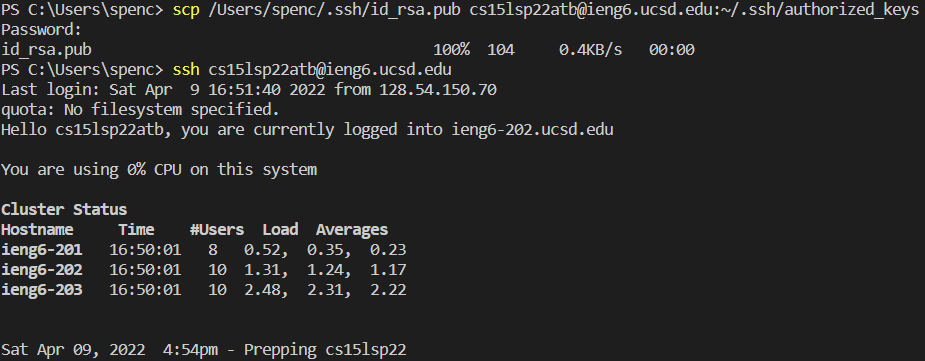 PS C:\Users\spenc> scp /Users/spenc/.ssh/id_rsa.pub cs15lsp22atb@ieng6.ucsd.edu:~/.ssh/authorized_keys
Password:
id_rsa.pub 100% 104 0.4KB/s 00:00
PS C:\Users\spenc> ssh cs15lsp22atb@ieng6.ucsd.edu
Last login: Sat Apr  9 16:51:40 2022 from 128.54.150.70
quota: No filesystem specified.
Hello cs15lsp22atb, you are currently logged into ieng6-202.ucsd.edu
You are using 0% CPU on this system
Cluster Status
Hostname Time #Users Load Averages
ieng6-201 16:50:01 8 0.52, 0.35, 0.23
ieng6-202 16:50:01 10 1.31, 1.24, 1.17
ieng6-203 16:50:01 10 2.48, 2.31, 2.22
Sat Apr 09, 2022  4:54pm - Prepping cs15lsp22